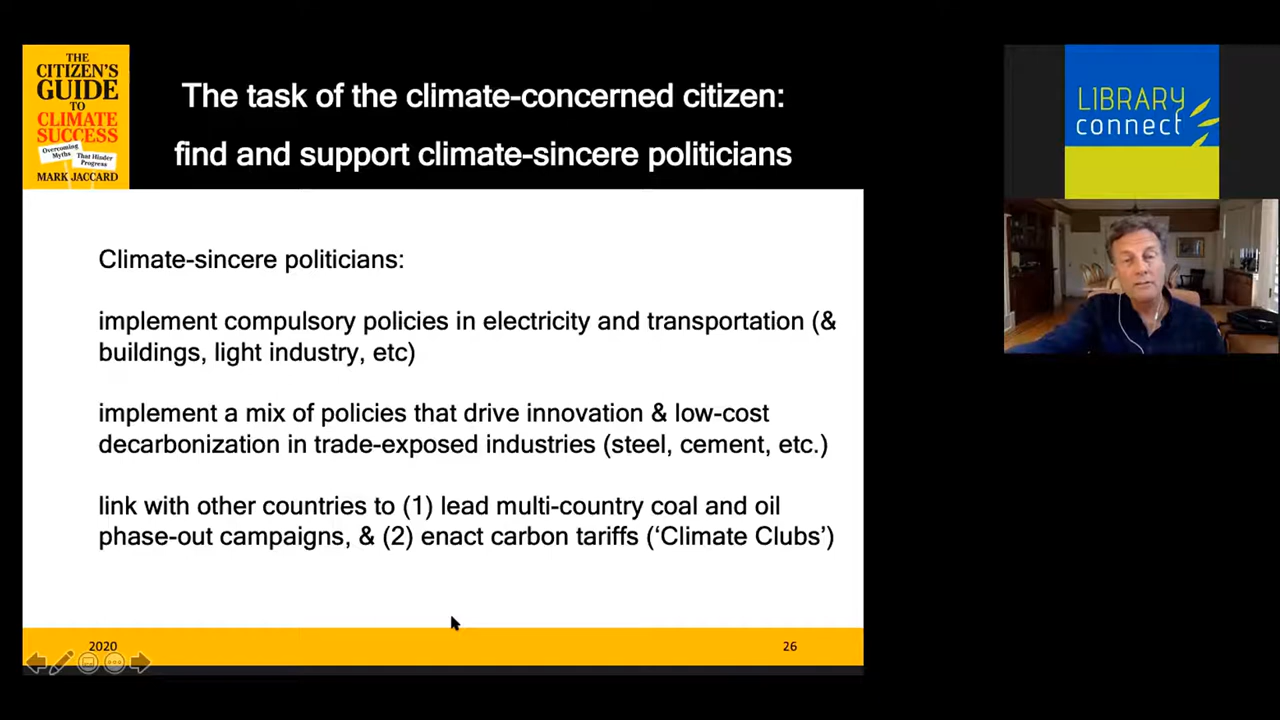 THE
CITIZEN'S
GUIDE
TO
CLIMATE
SUCCESS
Overcoming
Myths
That Hinder
Progress
MARK JACCARD
The task of the climate-concerned citizen:
find and support climate-sincere politicians
LIBRARY
connect
Climate-sincere politicians:
implement compulsory policies in electricity and transportation (&
buildings, light industry, etc)
implement a mix of policies that drive innovation & low-cost
decarbonization in trade-exposed industries (steel, cement, etc.)
link with other countries to (1) lead multi-country coal and oil
phase-out campaigns, & (2) enact carbon tariffs (‘Climate Clubs’)
2020
26